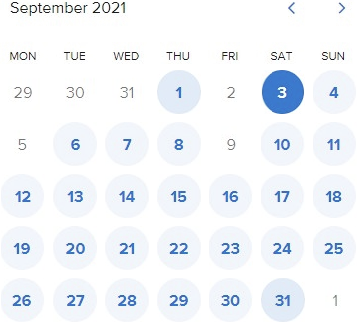 September 2021
MON TUE WED THU FRI SAT SUN
29 30 31 1 2 3 4
5 6 7 8 9 10 11
12 13 14 15 16 17 18
19 20 21 22 23 24 25
26 27 28 29 30 31 1